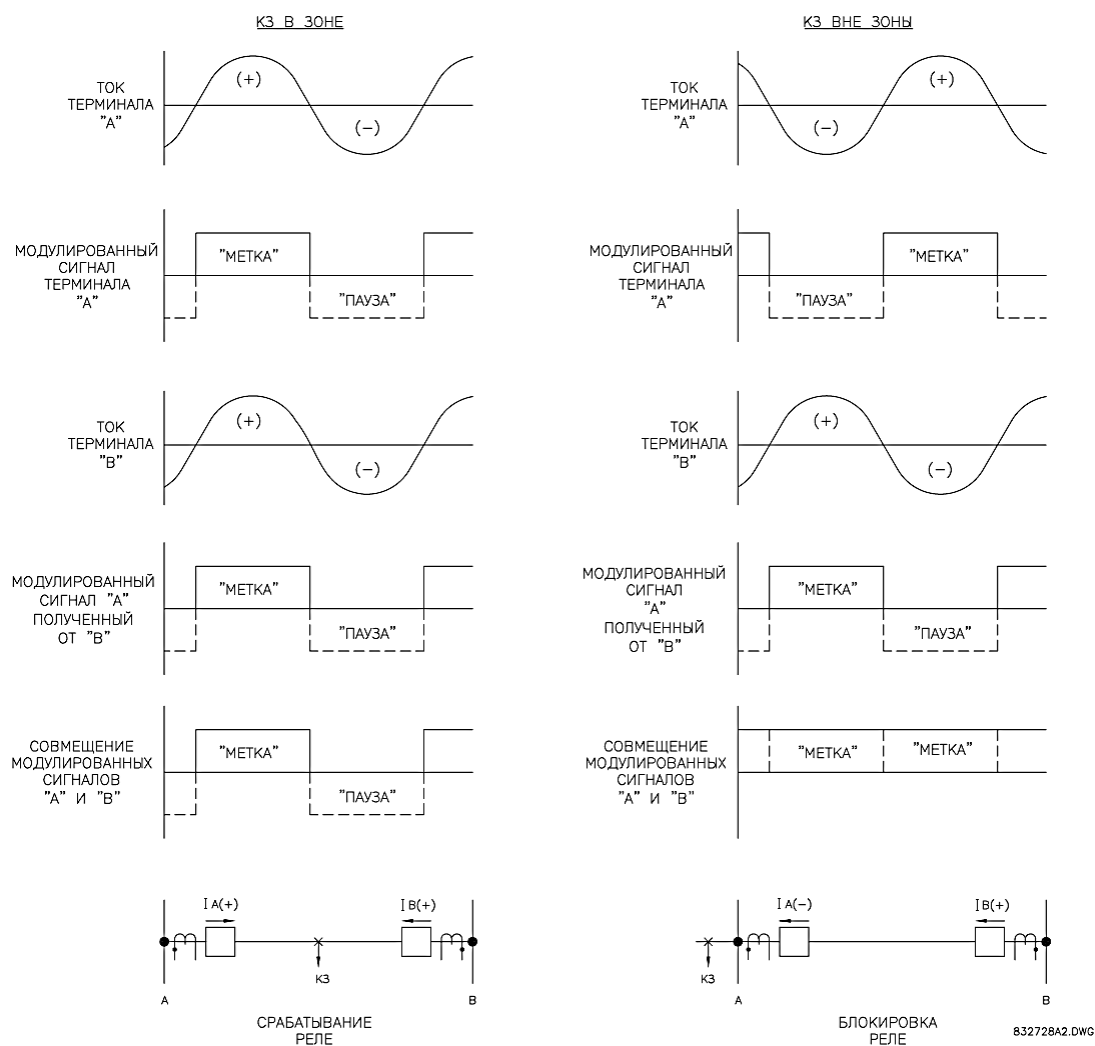 КЗ В ЗОНЕ
ТОК
ТЕРМИНАЛА
"А"
(+)
(−)
МОДУЛИРОВАННЫЙ
СИГНАЛ
ТЕРМИНАЛА
"А"
"МЕТКА"
"ПАУЗА"
ТОК
ТЕРМИНАЛА
"В"
(+)
(−)
МОДУЛИРОВАННЫЙ
СИГНАЛ "А"
ПОЛУЧЕННЫЙ
ОТ "В"
"МЕТКА"
"ПАУЗА"
СОВМЕЩЕНИЕ
МОДУЛИРОВАННЫХ
СИГНАЛОВ
"А" И "В"
"МЕТКА"
"ПАУЗА"
I А(+)
I В(+)
КЗ
А
В
СРАБАТЫВАНИЕ
РЕЛЕ
КЗ ВНЕ ЗОНЫ
ТОК
ТЕРМИНАЛА
"А"
(−)
(+)
МОДУЛИРОВАННЫЙ
СИГНАЛ
ТЕРМИНАЛА
"А"
"МЕТКА"
"ПАУЗА"
ТОК
ТЕРМИНАЛА
"В"
(+)
(−)
МОДУЛИРОВАННЫЙ
СИГНАЛ
"А"
ПОЛУЧЕННЫЙ
ОТ "В"
"МЕТКА"
"ПАУЗА"
СОВМЕЩЕНИЕ
МОДУЛИРОВАННЫХ
СИГНАЛОВ
"А" И "В"
"МЕТКА" "МЕТКА"
I А(−)
I В(+)
КЗ
А
В
БЛОКИРОВКА
РЕЛЕ
832728A2.DWG